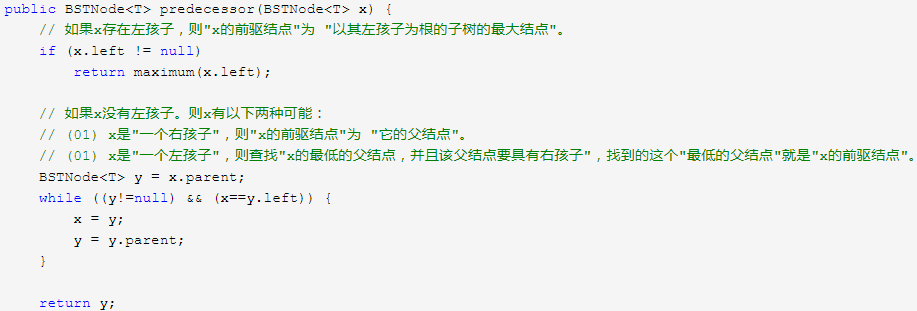 public BSTNode<T> predecessor(BSTNode<T> x) {
    // 如果x存在左孩子，则"x的前驱结点"为 "以其左孩子为根的子树的最大结点"。
    if (x.left != null)
        return maximum(x.left);

    // 如果x没有左孩子。则x有以下两种可能：
    // (01) x是"一个右孩子"，则"x的前驱结点"为 "它的父结点"。
    // (01) x是"一个左孩子"，则查找"x的最低的父结点，并且该父结点要具有右孩子"，找到的这个"最低的父结点"就是"x的前驱结点"。
    BSTNode<T> y = x.parent;
    while ((y!=null) && (x==y.left)) {
        x = y;
        y = y.parent;
    }

    return y;